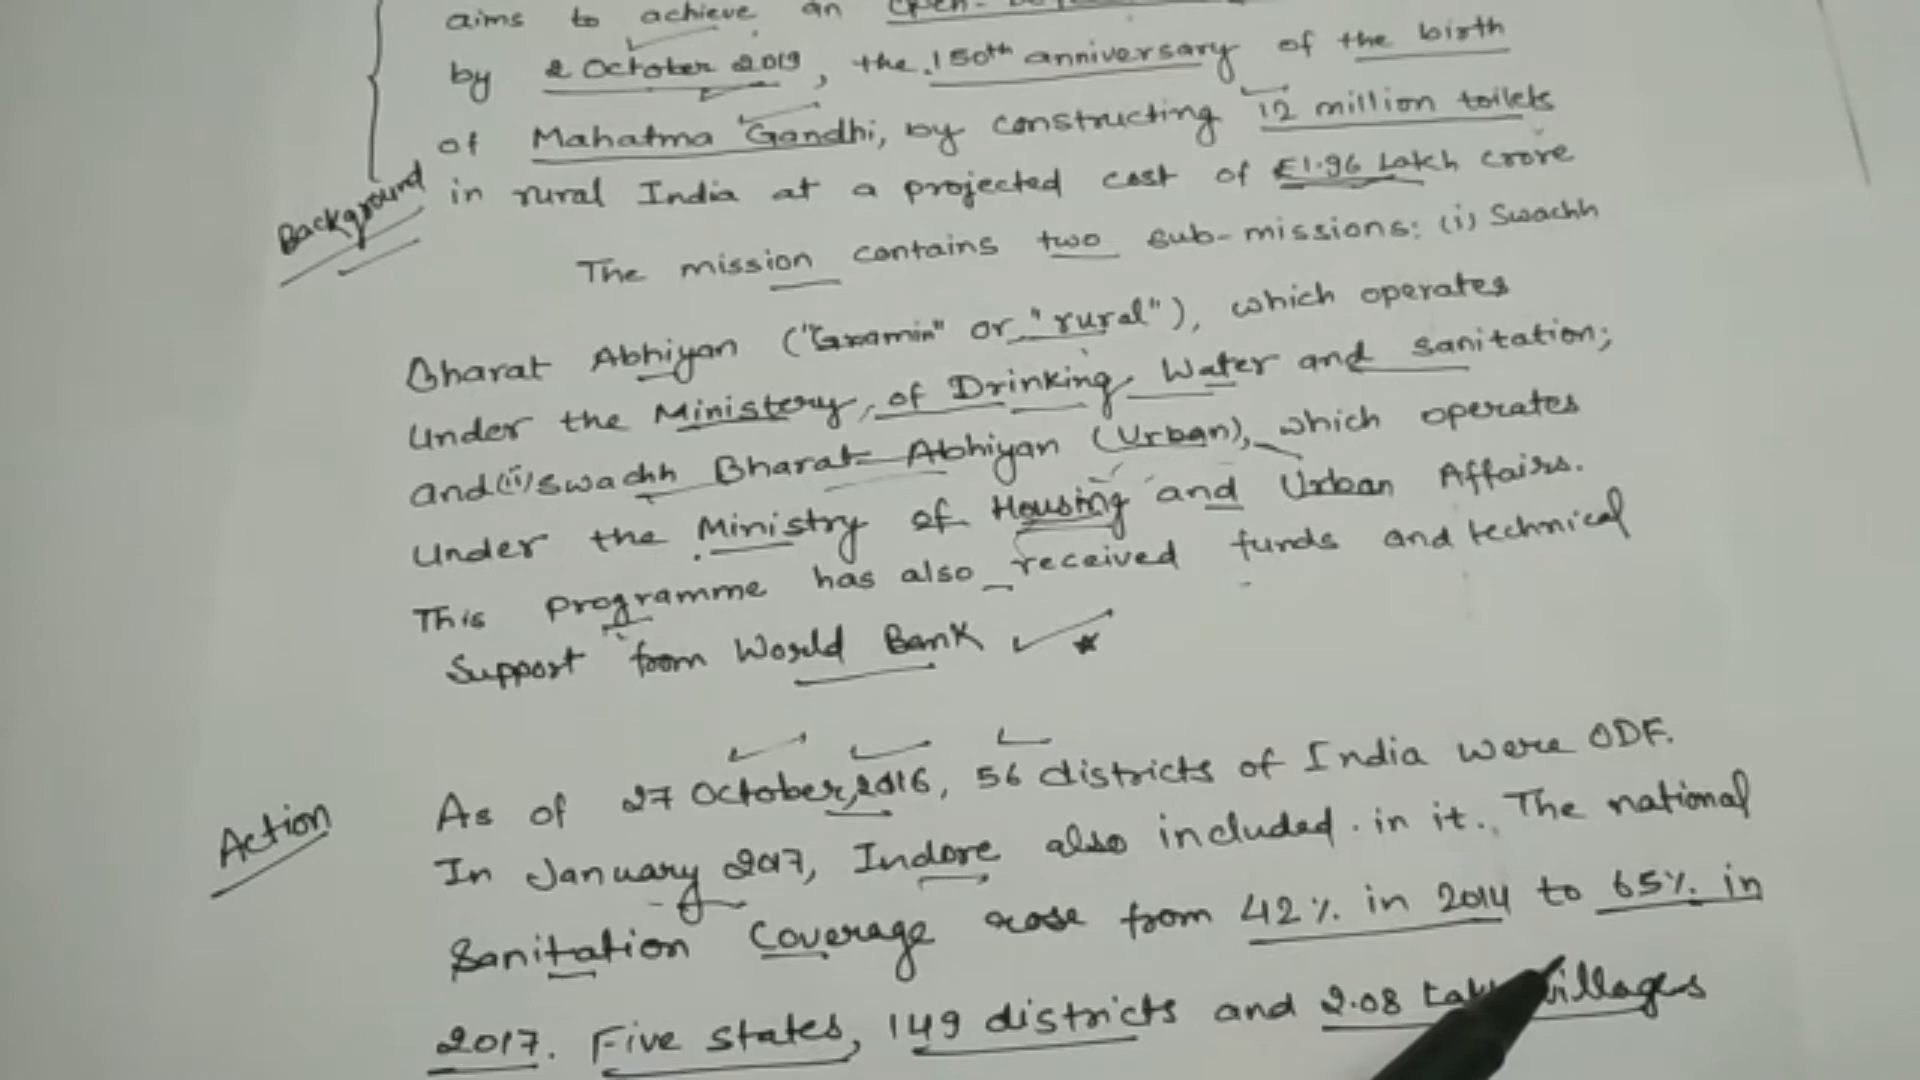 aims to achieve an open-
by 2 October 2019, the 150th anniversary of the birth
of Mahatma Gandhi, by constructing 12 million toilets
in rural India at a projected cost of ₤1.96 Lakh crore
Background
The mission contains two sub-missions: (i) Swachh
Bharat Abhiyan ("Gramin" or "rural"), which operates
under the Ministery, of Drinking Water and sanitation;
and (ii) swachh Bharat Abhiyan (Urban), which operates
under the Ministry of Housing and Urban Affairs.
This programme has also received funds and technical
Support from World Bank
Action
As of 27 October, 2016, 56 districts of India were ODF.
In January 2017, Indore also included in it. The national
Sanitation Coverage rose from 42% in 2014 to 65% in
2017. Five states, 149 districts and 2.08 Lakh villages